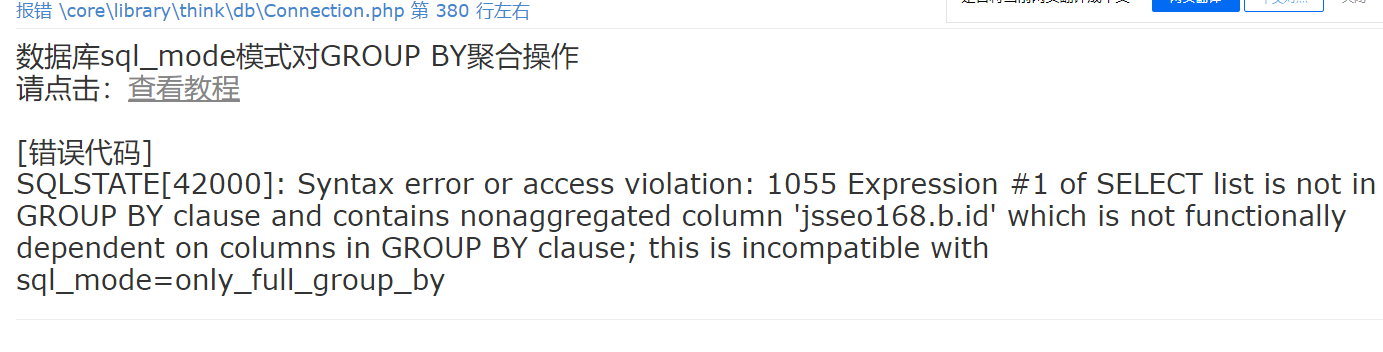 报错 \core\library\think\db\Connection.php 第 380 行左右
数据库sql_mode模式对GROUP BY聚合操作
请点击：查看教程
[错误代码]
SQLSTATE[42000]: Syntax error or access violation: 1055 Expression #1 of SELECT list is not in
GROUP BY clause and contains nonaggregated column 'jsseo168.b.id' which is not functionally
dependent on columns in GROUP BY clause; this is incompatible with
sql_mode=only_full_group_by